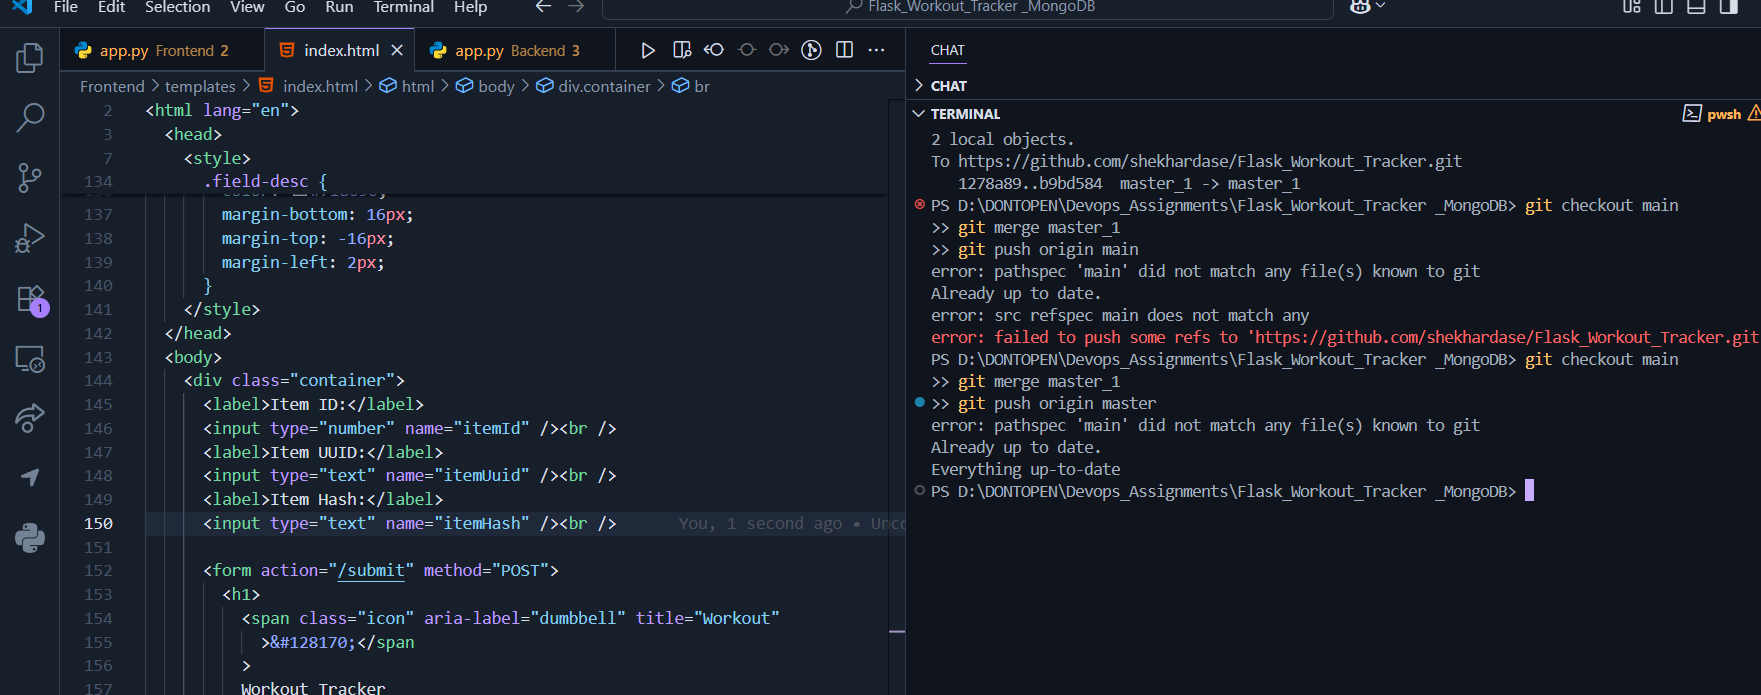 File Edit Selection View Go Run Terminal Help
Flask_Workout_Tracker _MongoDB
app.py Frontend 2
index.html
app.py Backend 3
Frontend > templates > index.html > html > body > div.container > br
2 <html lang="en">
3 <head>
7 <style>
134 .field-desc {
137 margin-bottom: 16px;
138 margin-top: -16px;
139 margin-left: 2px;
140 }
141 </style>
142 </head>
143 <body>
144 <div class="container">
145 <label>Item ID:</label>
146 <input type="number" name="itemId" /><br />
147 <label>Item UUID:</label>
148 <input type="text" name="itemUuid" /><br />
149 <label>Item Hash:</label>
150 <input type="text" name="itemHash" /><br /> You, 1 second ago • Unco
151
152 <form action="/submit" method="POST">
153 <h1>
154 <span class="icon" aria-label="dumbbell" title="Workout"
155 >&#128170;</span
156 >
157 Workout Tracker
1
CHAT
CHAT
TERMINAL
pwsh
2 local objects.
To https://github.com/shekhardase/Flask_Workout_Tracker.git
1278a89..b9bd584 master_1 -> master_1
PS D:\DONTOPEN\Devops_Assignments\Flask_Workout_Tracker _MongoDB> git checkout main
>> git merge master_1
>> git push origin main
error: pathspec 'main' did not match any file(s) known to git
Already up to date.
error: src refspec main does not match any
error: failed to push some refs to 'https://github.com/shekhardase/Flask_Workout_Tracker.git
PS D:\DONTOPEN\Devops_Assignments\Flask_Workout_Tracker _MongoDB> git checkout main
>> git merge master_1
>> git push origin master
error: pathspec 'main' did not match any file(s) known to git
Already up to date.
Everything up-to-date
PS D:\DONTOPEN\Devops_Assignments\Flask_Workout_Tracker _MongoDB>